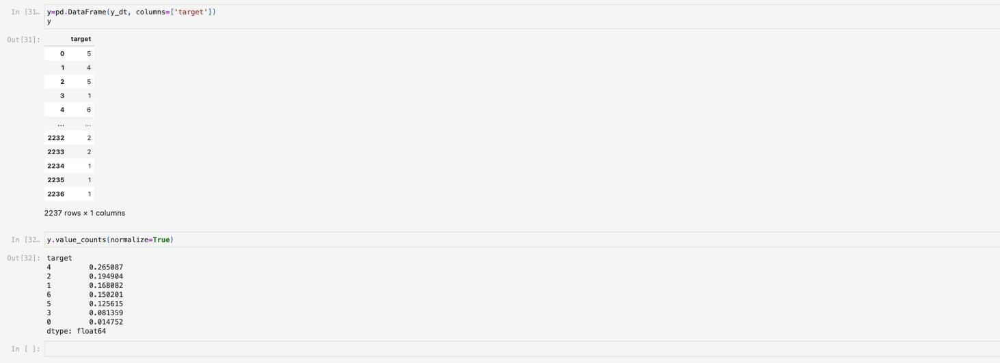 In [31… y=pd.DataFrame(y_dt, columns=['target'])
y
Out[31]: target
0 5
1 4
2 5
3 1
4 6
... ...
2232 2
2233 2
2234 1
2235 1
2236 1
2237 rows × 1 columns
In [32… y.value_counts(normalize=True)
Out[32]: target
4 0.265087
2 0.194904
1 0.168082
6 0.150201
5 0.125615
3 0.081359
0 0.014752
dtype: float64
In [ ]: